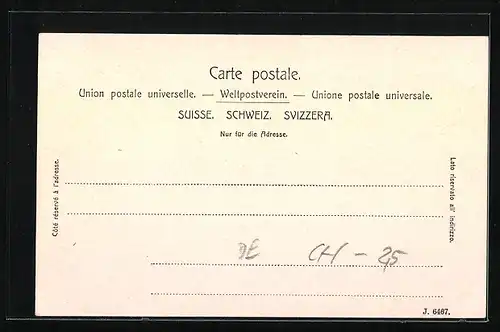 Carte postale.
Union postale universelle. — Weltpostverein. — Unione postale universale.
SUISSE. SCHWEIZ. SVIZZERA.
Nur für die Adresse.
Côté réservé à l'adresse.
Lato riservato all' indirizzo.
CH - 25
J. 6467.